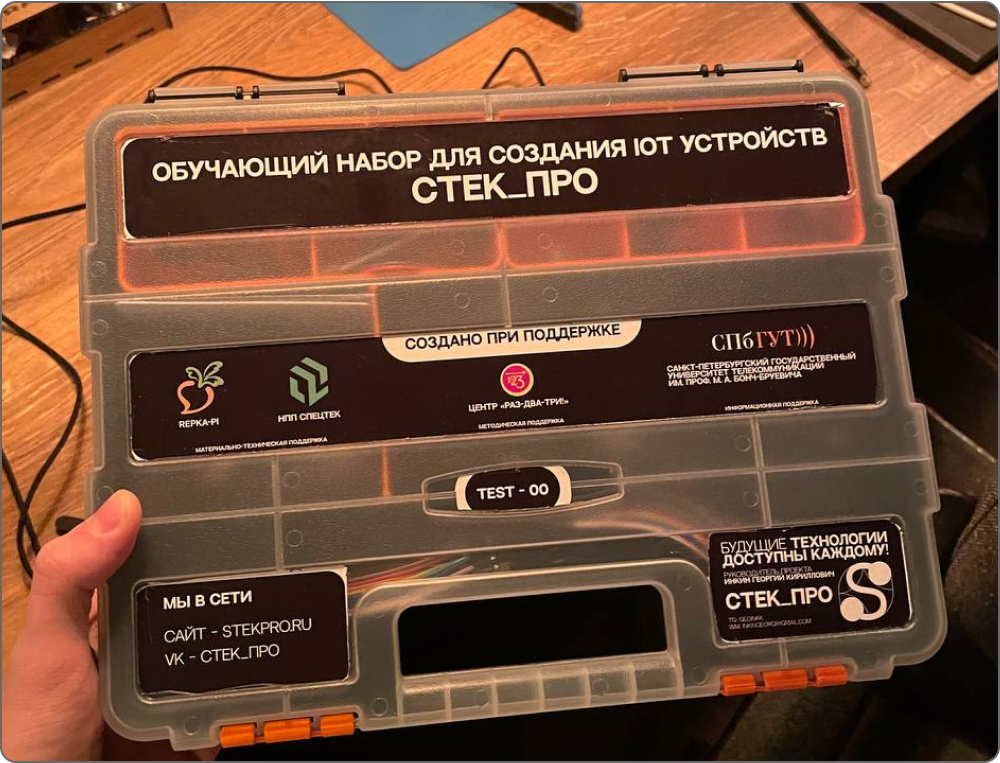 ОБУЧАЮЩИЙ НАБОР ДЛЯ СОЗДАНИЯ IOT УСТРОЙСТВ
СТЕК_ПРО
СОЗДАНО ПРИ ПОДДЕРЖКЕ
REPKA-PI
НПП СПЕЦТЕК
МАТЕРИАЛЬНО-ТЕХНИЧЕСКАЯ ПОДДЕРЖКА
123
ЦЕНТР «РАЗ-ДВА-ТРИ!»
МЕТОДИЧЕСКАЯ ПОДДЕРЖКА
СПбГУТ)))
САНКТ-ПЕТЕРБУРГСКИЙ ГОСУДАРСТВЕННЫЙ
УНИВЕРСИТЕТ ТЕЛЕКОММУНИКАЦИЙ
ИМ. ПРОФ. М. А. БОНЧ-БРУЕВИЧА
ИНФОРМАЦИОННАЯ ПОДДЕРЖКА
TEST - 00
МЫ В СЕТИ
САЙТ - STEKPRO.RU
VK - СТЕК_ПРО
БУДУЩИЕ ТЕХНОЛОГИИ
ДОСТУПНЫ КАЖДОМУ!
РУКОВОДИТЕЛЬ ПРОЕКТА
ИНКИН ГЕОРГИЙ КИРИЛЛОВИЧ
СТЕК_ПРО